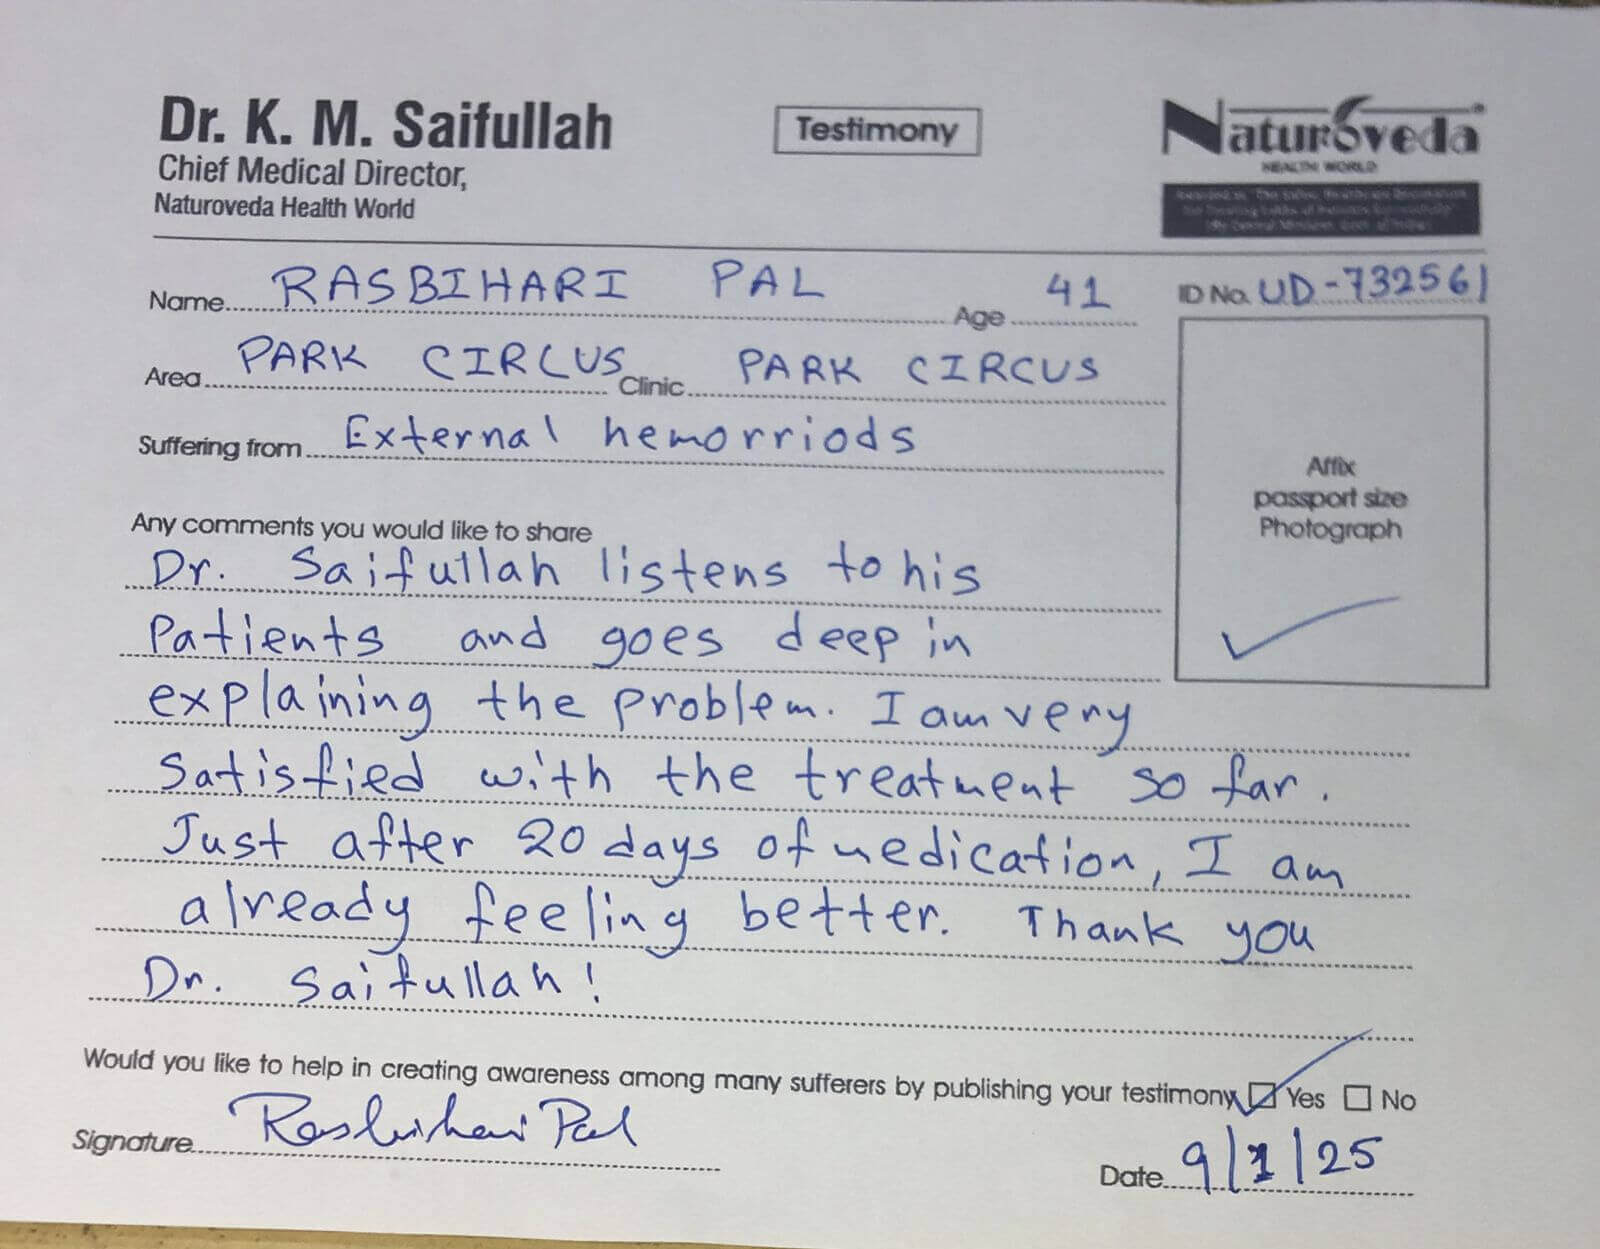 Dr. K. M. Saifullah
Chief Medical Director,
Naturoveda Health World
Testimony
Naturoveda
HEALTH WORLD
Name RASBIHARI PAL Age 41
ID No. UD-732561
Area PARK CIRCUS Clinic PARK CIRCUS
Suffering from External hemorriods
Affix
passport size
Photograph
Any comments you would like to share
Dr. Saifullah listens to his
Patients and goes deep in
explaining the problem. I am very
Satisfied with the treatment so far.
Just after 20 days of medication, I am
already feeling better. Thank you
Dr. Saifullah!
Would you like to help in creating awareness among many sufferers by publishing your testimony Yes No
Signature Rasbihari Pal
Date 9/1/25